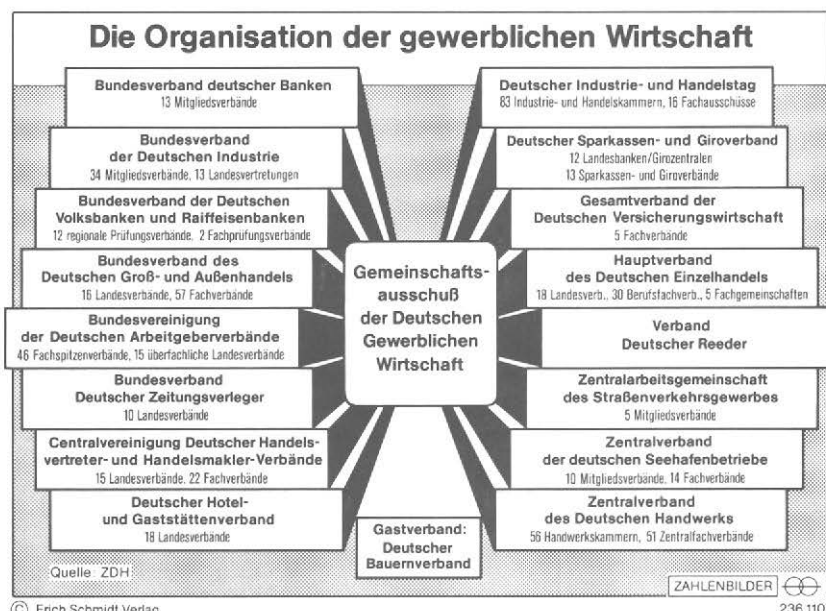 Die Organisation der gewerblichen Wirtschaft
Bundesverband deutscher Banken
13 Mitgliedsverbände
Bundesverband
der Deutschen Industrie
34 Mitgliedsverbände, 13 Landesvertretungen
Bundesverband der Deutschen
Volksbanken und Raiffeisenbanken
12 regionale Prüfungsverbände, 2 Fachprüfungsverbände
Bundesverband des
Deutschen Groß- und Außenhandels
16 Landesverbände, 57 Fachverbände
Bundesvereinigung
der Deutschen Arbeitgeberverbände
46 Fachspitzenverbände, 15 überfachliche Landesverbände
Bundesverband
Deutscher Zeitungsverleger
10 Landesverbände
Centralvereinigung Deutscher Handels-
vertreter- und Handelsmakler-Verbände
15 Landesverbände, 22 Fachverbände
Deutscher Hotel-
und Gaststättenverband
18 Landesverbände
Gemeinschafts-
ausschuß
der Deutschen
Gewerblichen
Wirtschaft
Gastverband:
Deutscher
Bauernverband
Deutscher Industrie- und Handelstag
83 Industrie- und Handelskammern, 16 Fachausschüsse
Deutscher Sparkassen- und Giroverband
12 Landesbanken/Girozentralen
13 Sparkassen- und Giroverbände
Gesamtverband der
Deutschen Versicherungswirtschaft
5 Fachverbände
Hauptverband
des Deutschen Einzelhandels
18 Landesverb., 30 Berufsfachverb., 5 Fachgemeinschaften
Verband
Deutscher Reeder
Zentralarbeitsgemeinschaft
des Straßenverkehrsgewerbes
5 Mitgliedsverbände
Zentralverband
der deutschen Seehafenbetriebe
10 Mitgliedsverbände, 14 Fachverbände
Zentralverband
des Deutschen Handwerks
56 Handwerkskammern, 51 Zentralfachverbände
Quelle: ZDH
ZAHLENBILDER
© Erich Schmidt Verlag
236 110